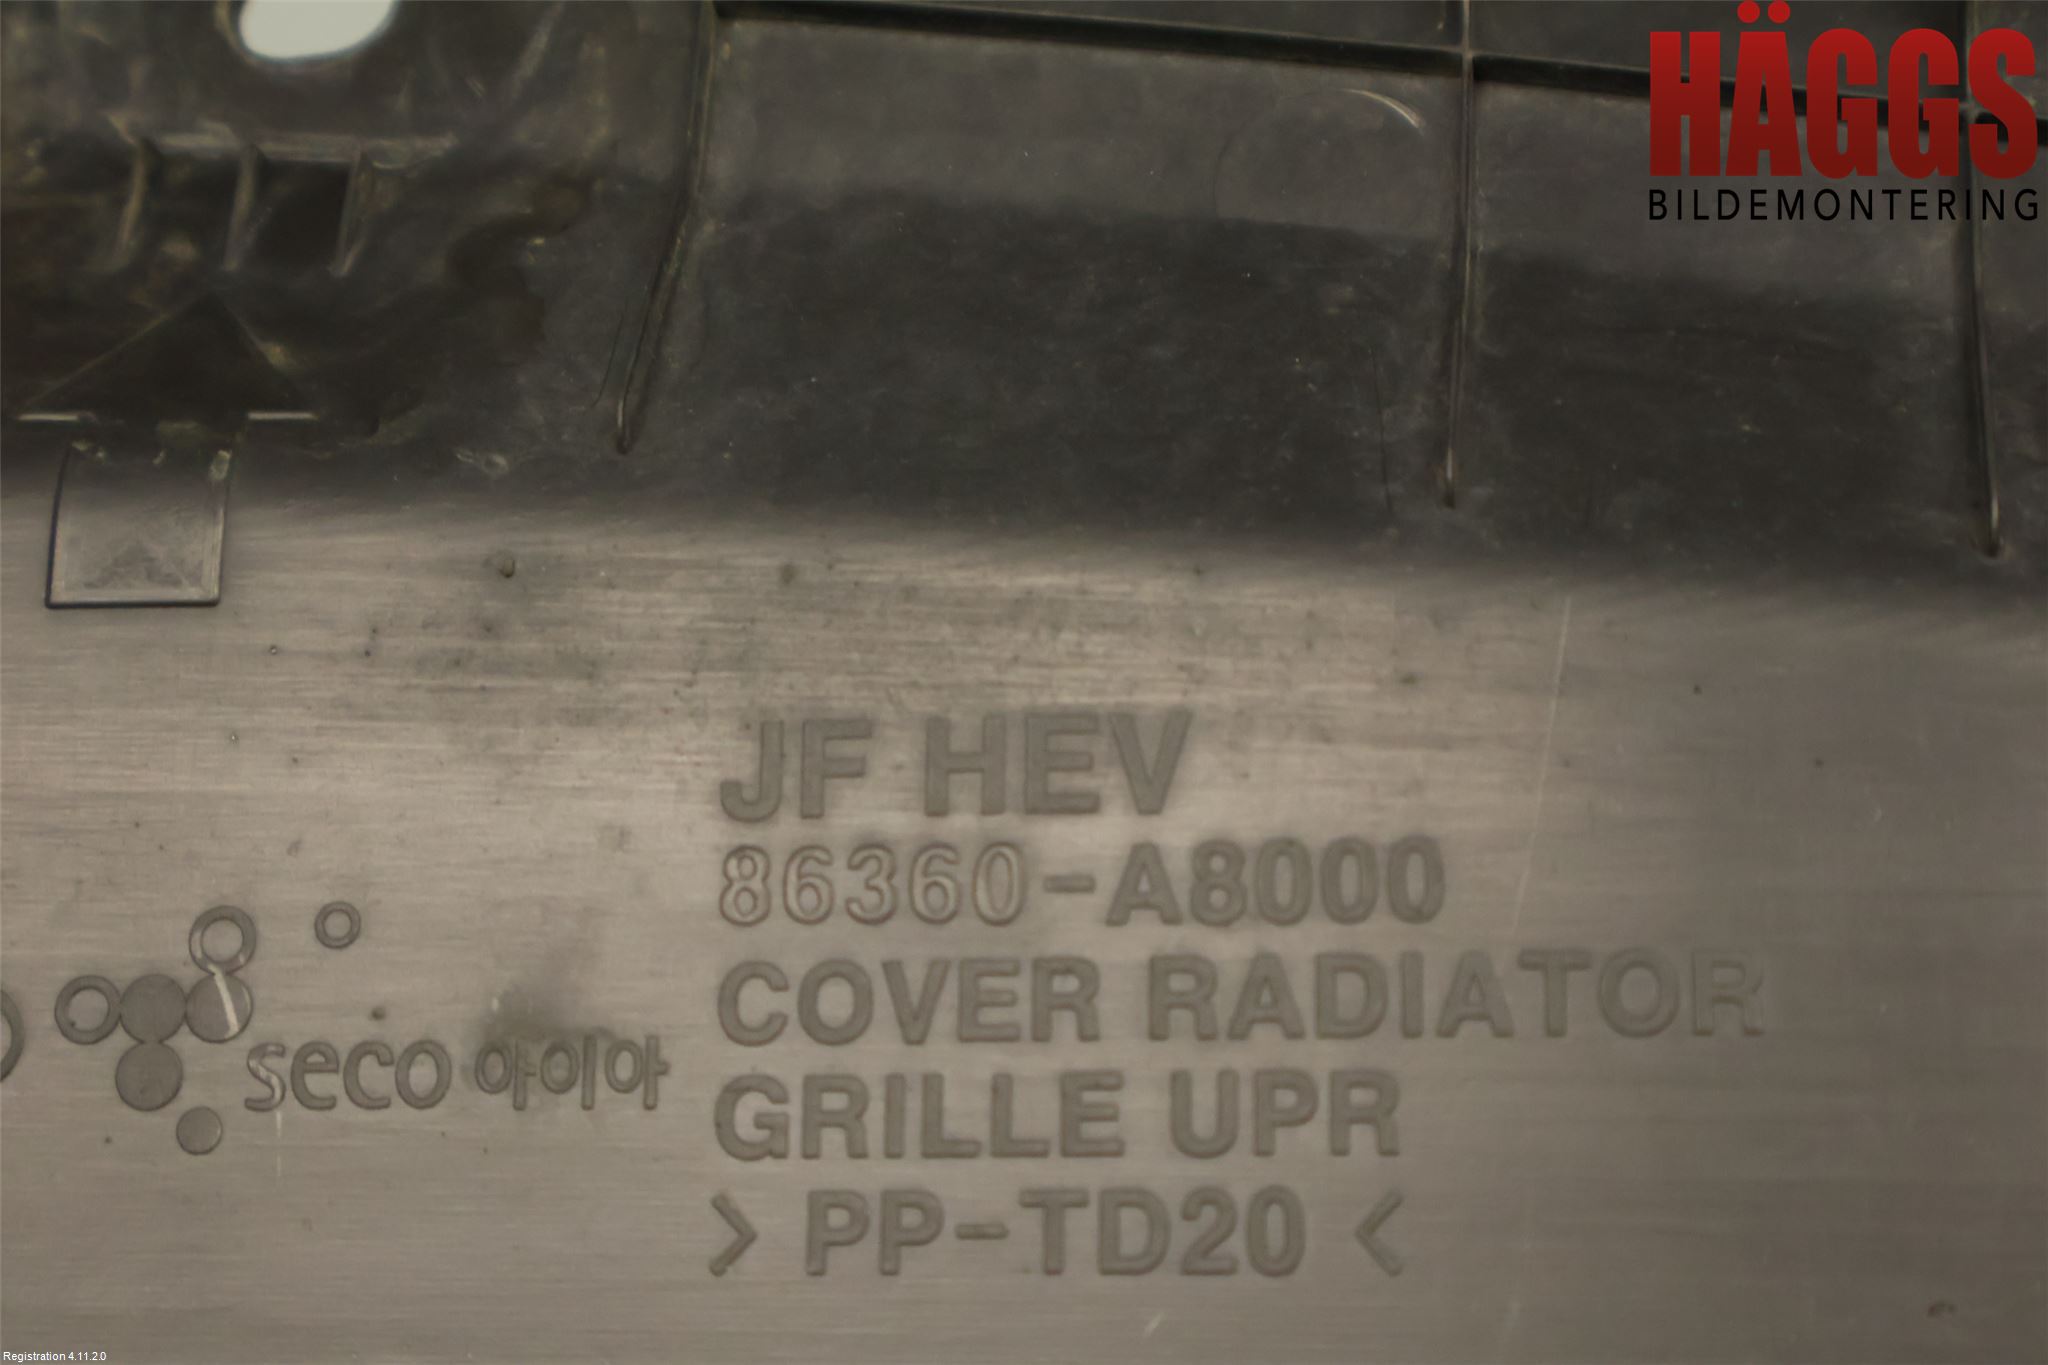 HÄGGS
BILDEMONTERING
JF HEV
86360-A8000
COVER RADIATOR
GRILLE UPR
> PP-TD20 <
seco 아이아
Registration 4.11.2.0